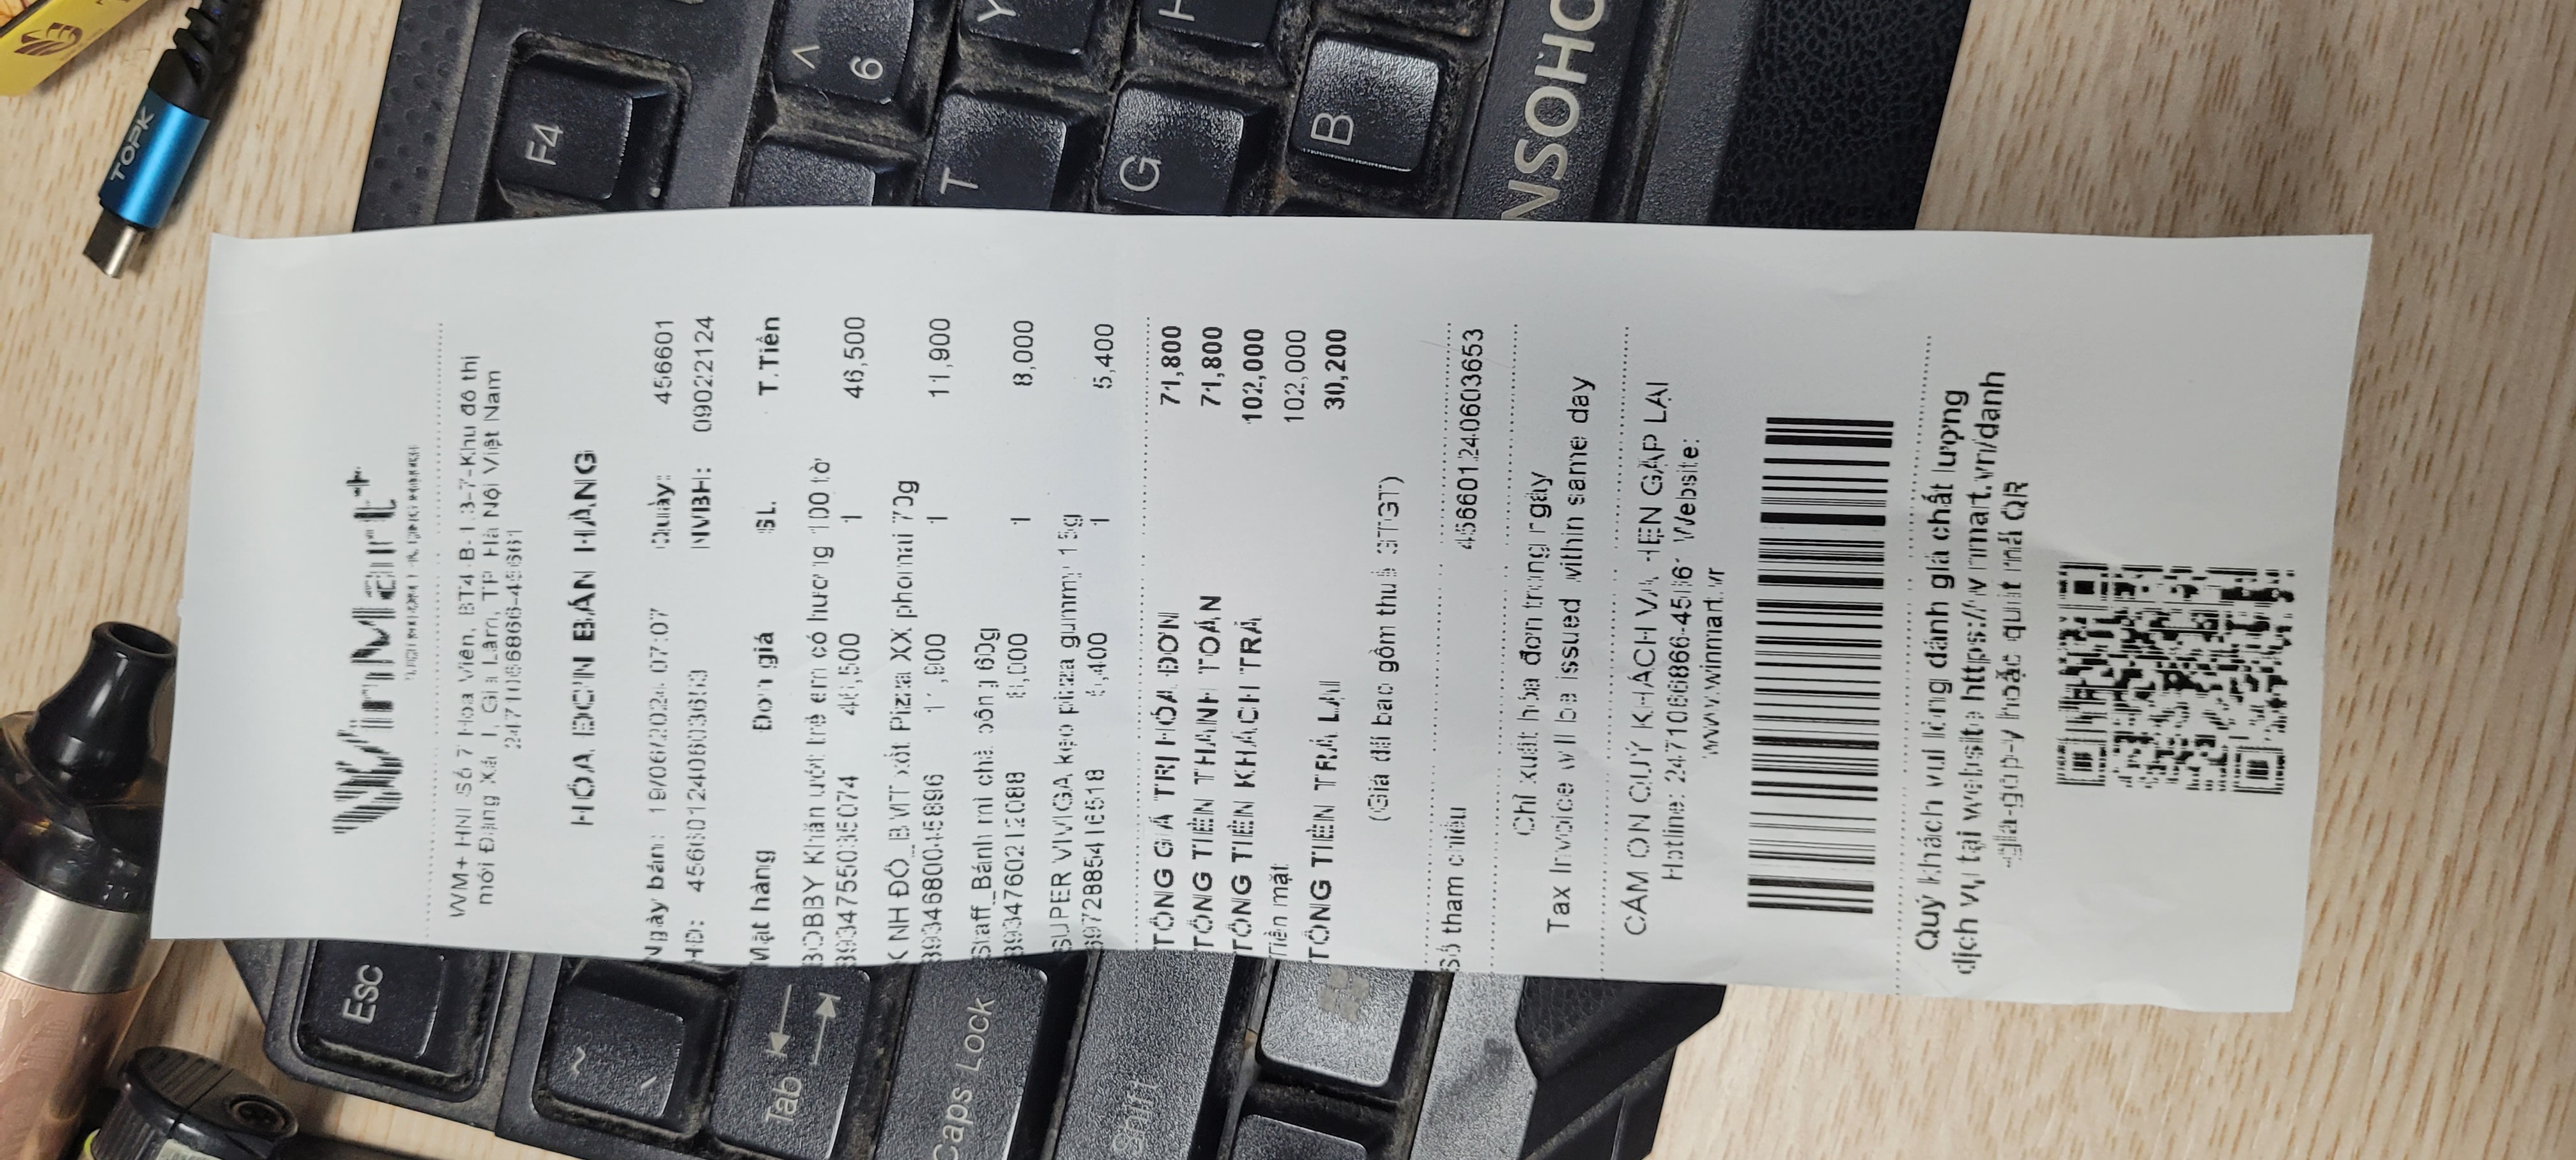 WinMart+
WM+ HNI Số 7 Hoa Viên, BT4-B-1.3-7-Khu đô thị
mới Đặng Xá 1, Gia Lâm, TP. Hà Nội Việt Nam
2471066866-45661
HÓA ĐƠN BÁN HÀNG
Ngày bán: 19/06/2024 07:07 Quầy: 456601
HD: 456601240603653 NVBH: 09022124
Mặt hàng Đơn giá SL. T.Tiền
BOBBY Khăn ướt trẻ em có hương 100 tờ
8934755035074 46,500 1 46,500
KINH ĐÔ_BMT xốt Pizza XX phomai 70g
8934680045896 11,900 1 11,900
Staff_Bánh mì chà bông 60g
8934760212088 8,000 1 8,000
SUPER VIVIGA kẹo pizza gummy 15g
6972885416518 5,400 1 5,400
TỔNG GIÁ TRỊ HÓA ĐƠN 71,800
TỔNG TIỀN THANH TOÁN 71,800
TỔNG TIỀN KHÁCH TRẢ 102,000
Tiền mặt 102,000
TỔNG TIỀN TRẢ LẠI 30,200
(Giá đã bao gồm thuế GTGT)
Số tham chiếu 456601240603653
Chỉ xuất hóa đơn trong ngày
Tax Invoice will be issued within same day
CẢM ƠN QUÝ KHÁCH VÀ HẸN GẶP LẠI
Hotline: 2471066866-45661 Website:
www.winmart.vn
Quý khách vui lòng đánh giá chất lượng
dịch vụ tại website https://winmart.vn/danh
-gia-gop-y hoặc quét mã QR
TOPK
Esc
F4
~
`
Tab
^
6
Caps Lock
T
Y
Shift
G
H
B
NSOHO